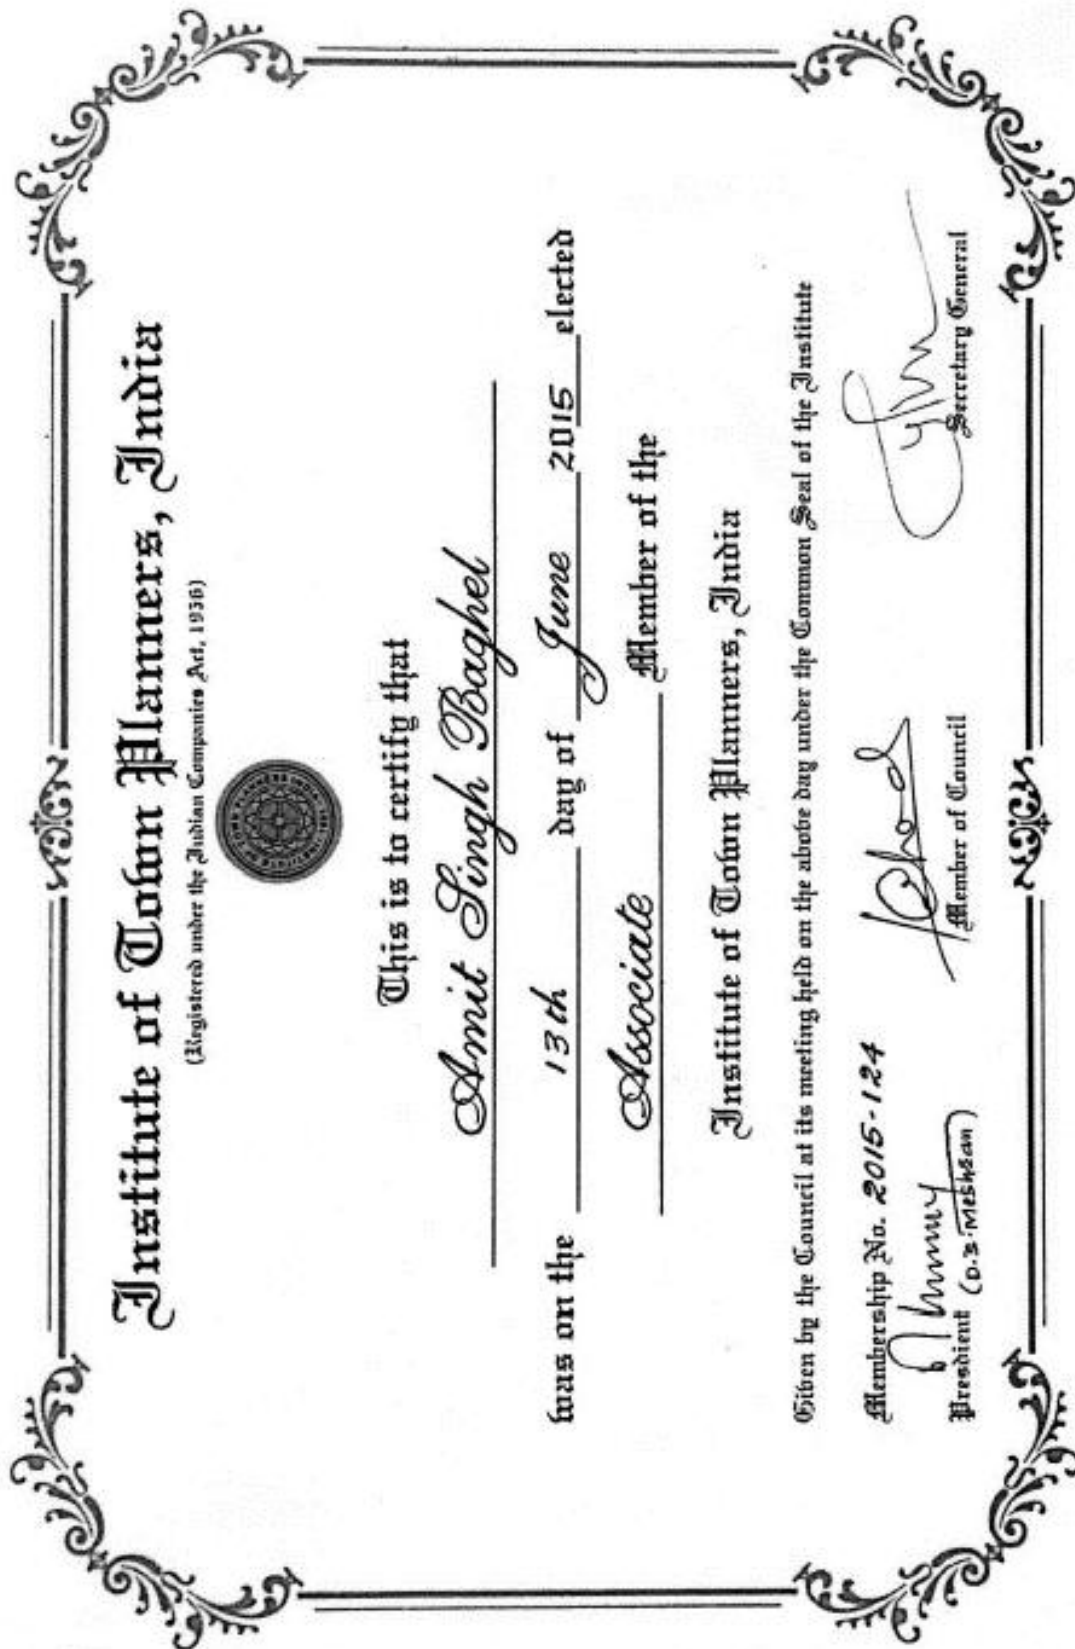 Institute of Town Planners, India
(Registered under the Indian Companies Act, 1956)
This is to certify that
Amit Singh Baghel
was on the 13th day of June 2015 elected
Associate Member of the
Institute of Town Planners, India
Given by the Council at its meeting held on the above day under the Common Seal of the Institute
Membership No. 2015-124
Presdient
Member of Council
Secretary General